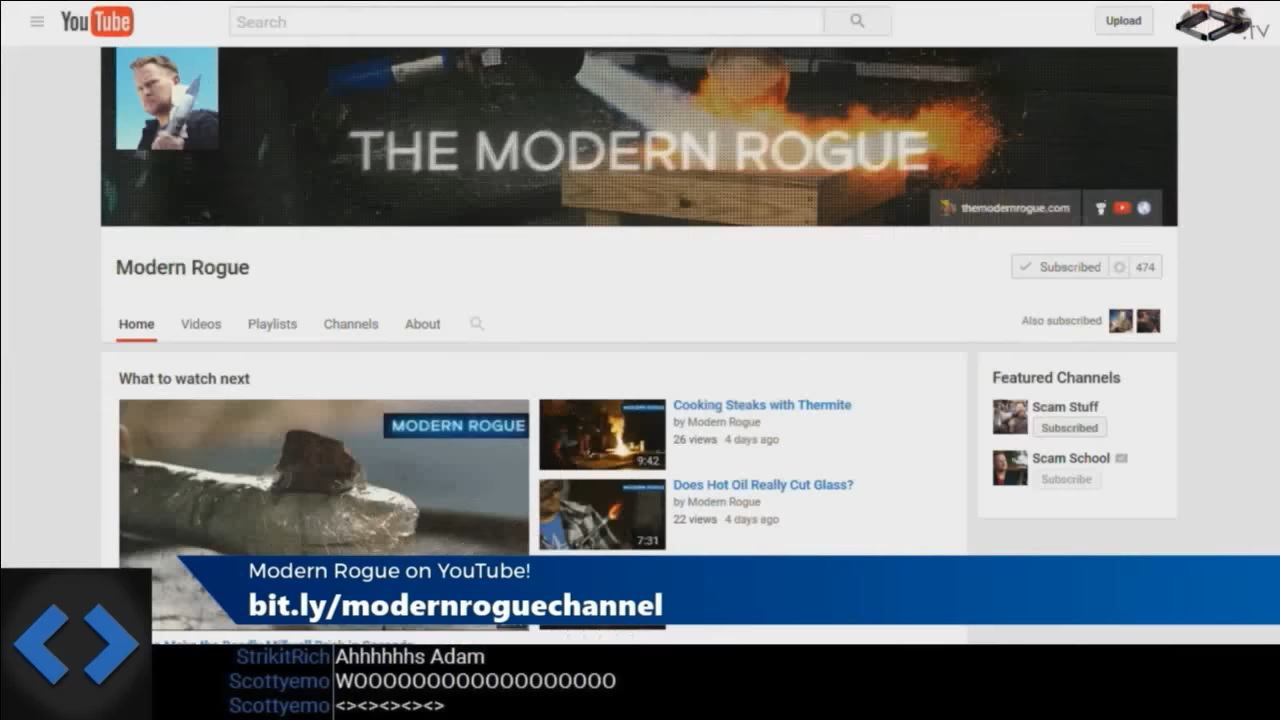 YouTube
Search
Upload
.TV
THE MODERN ROGUE
themodernrogue.com
Modern Rogue
Subscribed 474
Home Videos Playlists Channels About
Also subscribed
What to watch next
MODERN ROGUE
Cooking Steaks with Thermite
by Modern Rogue
26 views 4 days ago
9:42
Does Hot Oil Really Cut Glass?
by Modern Rogue
22 views 4 days ago
7:31
Featured Channels
Scam Stuff
Subscribed
Scam School
Subscribe
Modern Rogue on YouTube!
bit.ly/modernroguechannel
StrikitRich Ahhhhhhs Adam
Scottyemo WOOOOOOOOOOOOOOOOOO
Scottyemo <><><><><>